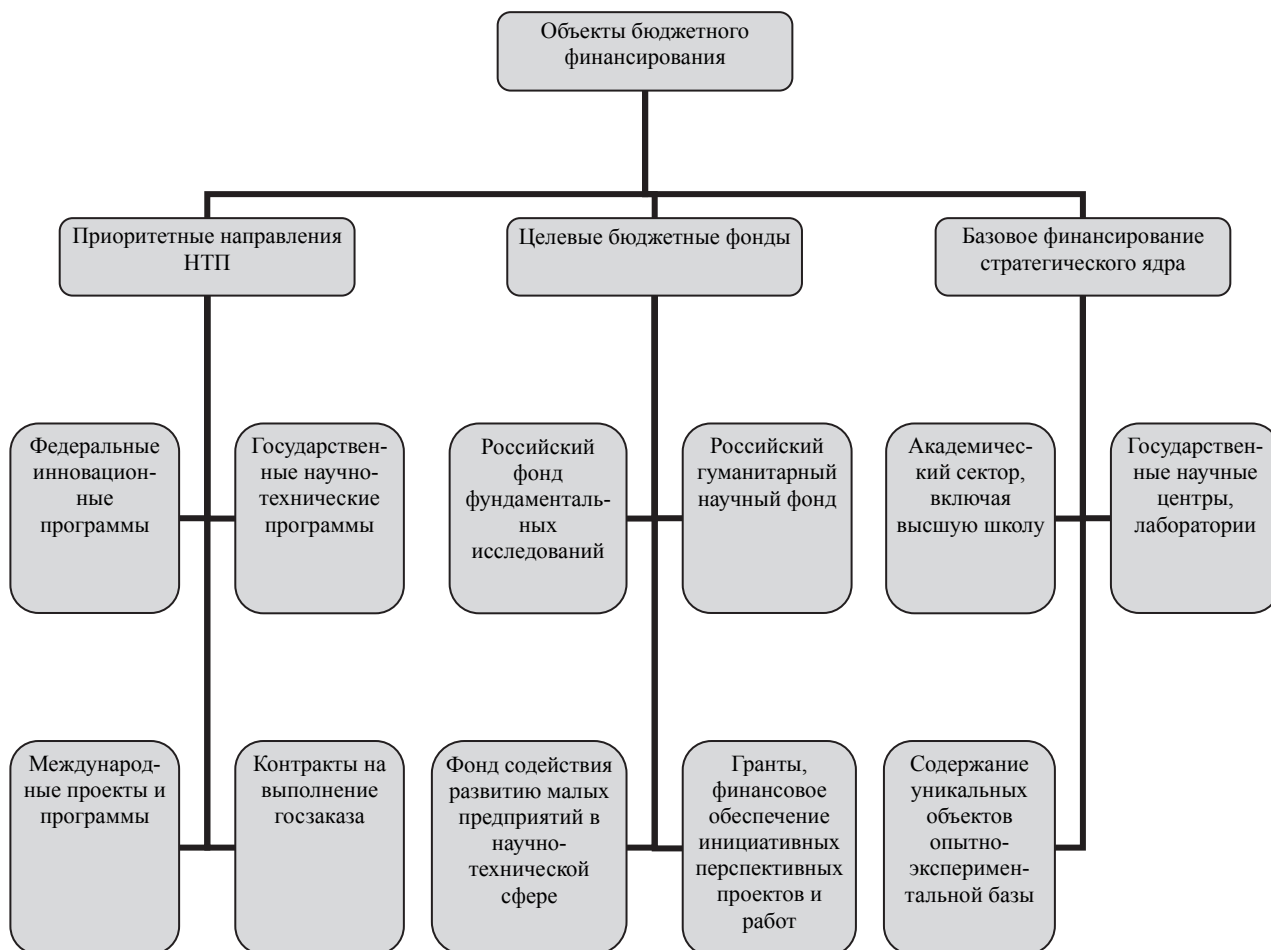 Объекты бюджетного
финансирования
Приоритетные направления
НТП
Целевые бюджетные фонды
Базовое финансирование
стратегического ядра
Федеральные
инновацион-
ные
программы
Государствен-
ные научно-
технические
программы
Российский
фонд
фундаменталь-
ных
исследований
Российский
гуманитарный
научный фонд
Академичес-
кий сектор,
включая
высшую школу
Государствен-
ные научные
центры,
лаборатории
Международ-
ные проекты и
программы
Контракты на
выполнение
госзаказа
Фонд содействия
развитию малых
предприятий в
научно-
технической
сфере
Гранты,
финансовое
обеспечение
инициативных
перспективных
проектов и
работ
Содержание
уникальных
объектов
опытно-
эксперимен-
тальной базы